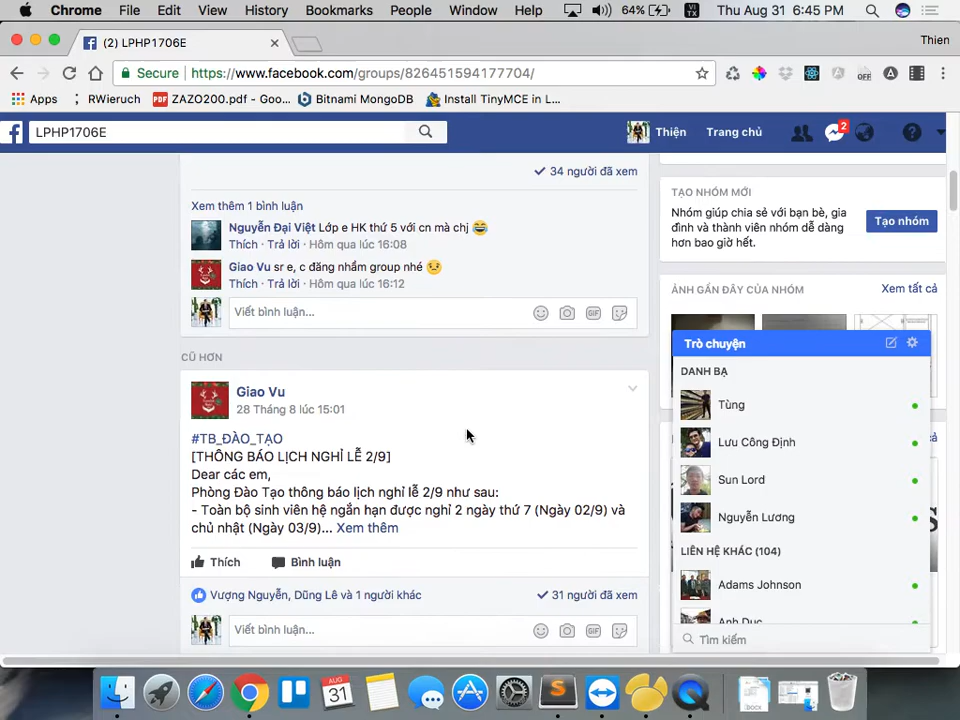 Chrome File Edit View History Bookmarks People Window Help 64% VI TX Thu Aug 31 6:45 PM
(2) LPHP1706E Thien
Secure https://www.facebook.com/groups/826451594177704/ OFF
Apps RWieruch ZAZO200.pdf - Goo... Bitnami MongoDB Install TinyMCE in L...
LPHP1706E Thiện Trang chủ 2
34 người đã xem
Xem thêm 1 bình luận
Nguyễn Đại Việt Lớp e HK thứ 5 với cn mà chị
Thích · Trả lời · Hôm qua lúc 16:08
Giao Vu sr e, c đăng nhầm group nhé
Thích · Trả lời · Hôm qua lúc 16:12
Viết bình luận...
GIF
CŨ HƠN
Giao Vu
28 Tháng 8 lúc 15:01
#TB_ĐÀO_TẠO
[THÔNG BÁO LỊCH NGHỈ LỄ 2/9]
Dear các em,
Phòng Đào Tạo thông báo lịch nghỉ lễ 2/9 như sau:
- Toàn bộ sinh viên hệ ngắn hạn được nghỉ 2 ngày thứ 7 (Ngày 02/9) và
chủ nhật (Ngày 03/9)... Xem thêm
Thích Bình luận
Vượng Nguyễn, Dũng Lê và 1 người khác 31 người đã xem
Viết bình luận...
GIF
TẠO NHÓM MỚI
Nhóm giúp chia sẻ với bạn bè, gia
đình và thành viên nhóm dễ dàng
hơn bao giờ hết.
Tạo nhóm
ẢNH GẦN ĐÂY CỦA NHÓM Xem tất cả
Trò chuyện
DANH BẠ
Tùng
Lưu Công Định
Sun Lord
Nguyễn Lương
LIÊN HỆ KHÁC (104)
Adams Johnson
Anh Duc
Tìm kiếm
AUG
31
DOCX